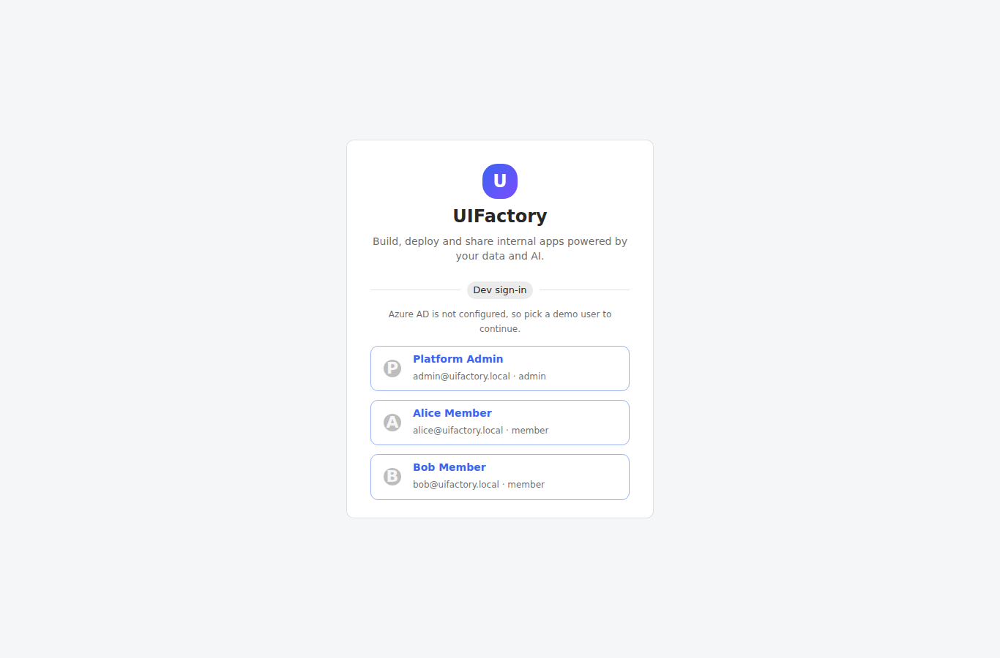 U
UIFactory
Build, deploy and share internal apps powered by
your data and AI.
Dev sign-in
Azure AD is not configured, so pick a demo user to
continue.
P
Platform Admin
admin@uifactory.local · admin
A
Alice Member
alice@uifactory.local · member
B
Bob Member
bob@uifactory.local · member